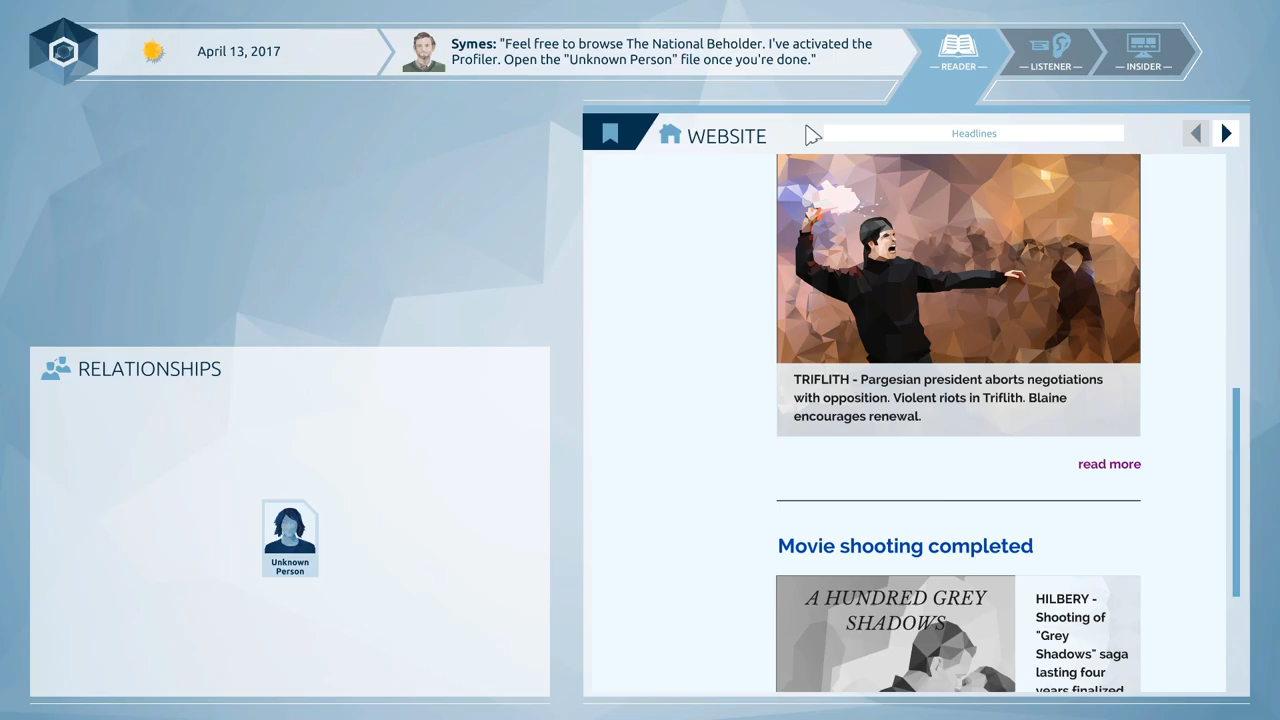 April 13, 2017
Symes: "Feel free to browse The National Beholder. I've activated the
rofiler. Open the "Unknown Person" file once you're done."
— READER —
— LISTENER —
— INSIDER —
WEBSITE
Headlines
TRIFLITH - Pargesian president aborts negotiations
with opposition. Violent riots in Triflith. Blaine
encourages renewal.
read more
Movie shooting completed
A HUNDRED GREY
SHADOWS
HILBERY -
Shooting of
"Grey
Shadows" saga
lasting four
years finalized
RELATIONSHIPS
Unknown
Person